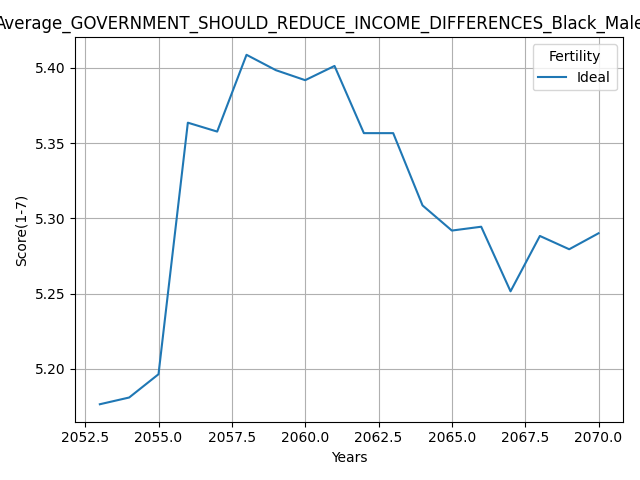 Average_GOVERNMENT_SHOULD_REDUCE_INCOME_DIFFERENCES_Black_Male
Fertility
Ideal
5.40
5.35
5.30
5.25
5.20
Score(1-7)
2052.5 2055.0 2057.5 2060.0 2062.5 2065.0 2067.5 2070.0
Years